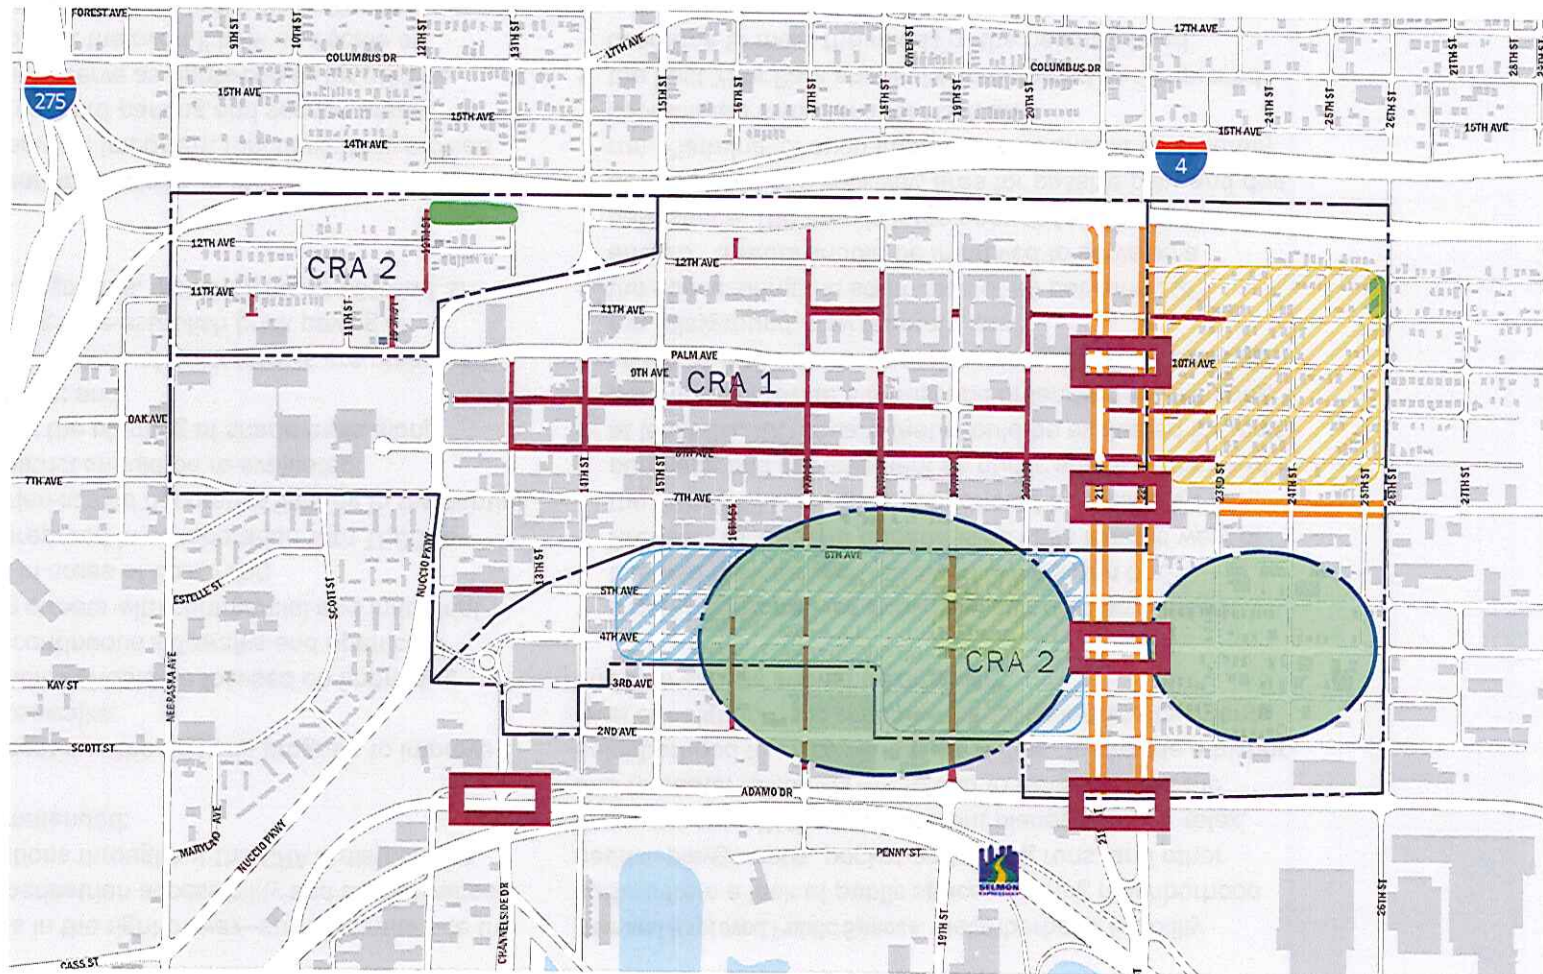 FOREST AVE
9TH ST
10TH ST
12TH ST
13TH ST
17TH AVE
17TH AVE
COLUMBUS DR
COLUMBUS DR
275
15TH AVE
15TH AVE
14TH AVE
15TH ST
16TH ST
17TH ST
19TH ST
20TH ST
24TH ST
25TH ST
26TH ST
27TH ST
15TH AVE
15TH AVE
4
12TH AVE
CRA 2
12TH AVE
11TH AVE
11TH ST
11TH AVE
PALM AVE
9TH AVE
CRA 1
10TH AVE
OAK AVE
7TH AVE
14TH ST
15TH ST
8TH AVE
7TH AVE
21
22
23RD ST
24TH ST
25TH ST
26TH ST
27TH ST
16TH ST
13TH ST
NUCCIO PKWY
6TH AVE
ESTELLE ST
SCOTT ST
5TH AVE
4TH AVE
CRA 2
NEBRASKA AVE
KAY ST
3RD AVE
SCOTT ST
2ND AVE
ADAMO DR
MARYLAND AVE
NUCCIO PKWY
PENNY ST
SELMON
CHANNELSIDE DR
19TH ST
26TH ST
CASS ST